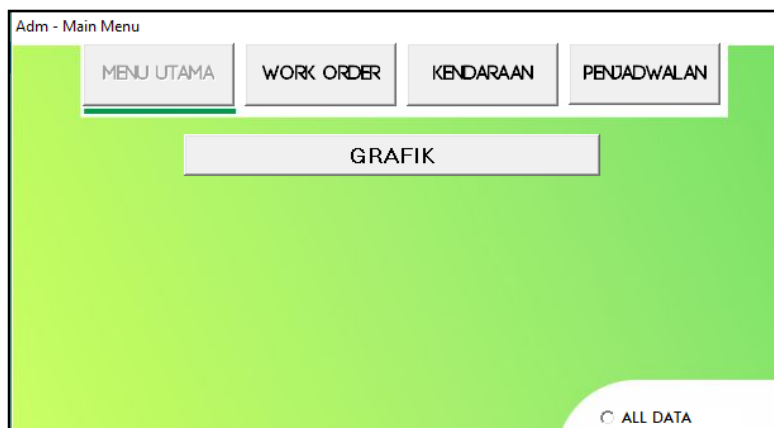 Adm - Main Menu
MENU UTAMA WORK ORDER KENDARAAN PENJADWALAN
GRAFIK
ALL DATA